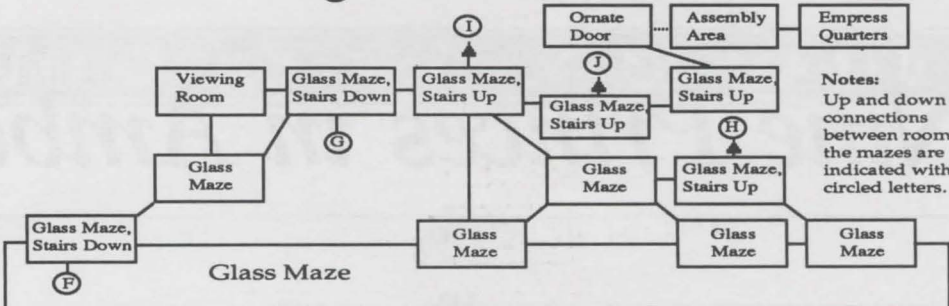 Ornate
Door
Assembly
Area
Empress
Quarters
I
J
Viewing
Room
Glass Maze,
Stairs Down
Glass Maze,
Stairs Up
Glass Maze,
Stairs Up
Glass Maze,
Stairs Up
Notes:
Up and down
connections
between room
the mazes are
indicated with
circled letters.
G
H
Glass
Maze
Glass
Maze
Glass Maze,
Stairs Up
Glass Maze,
Stairs Down
Glass
Maze
Glass
Maze
Glass
Maze
F
Glass Maze